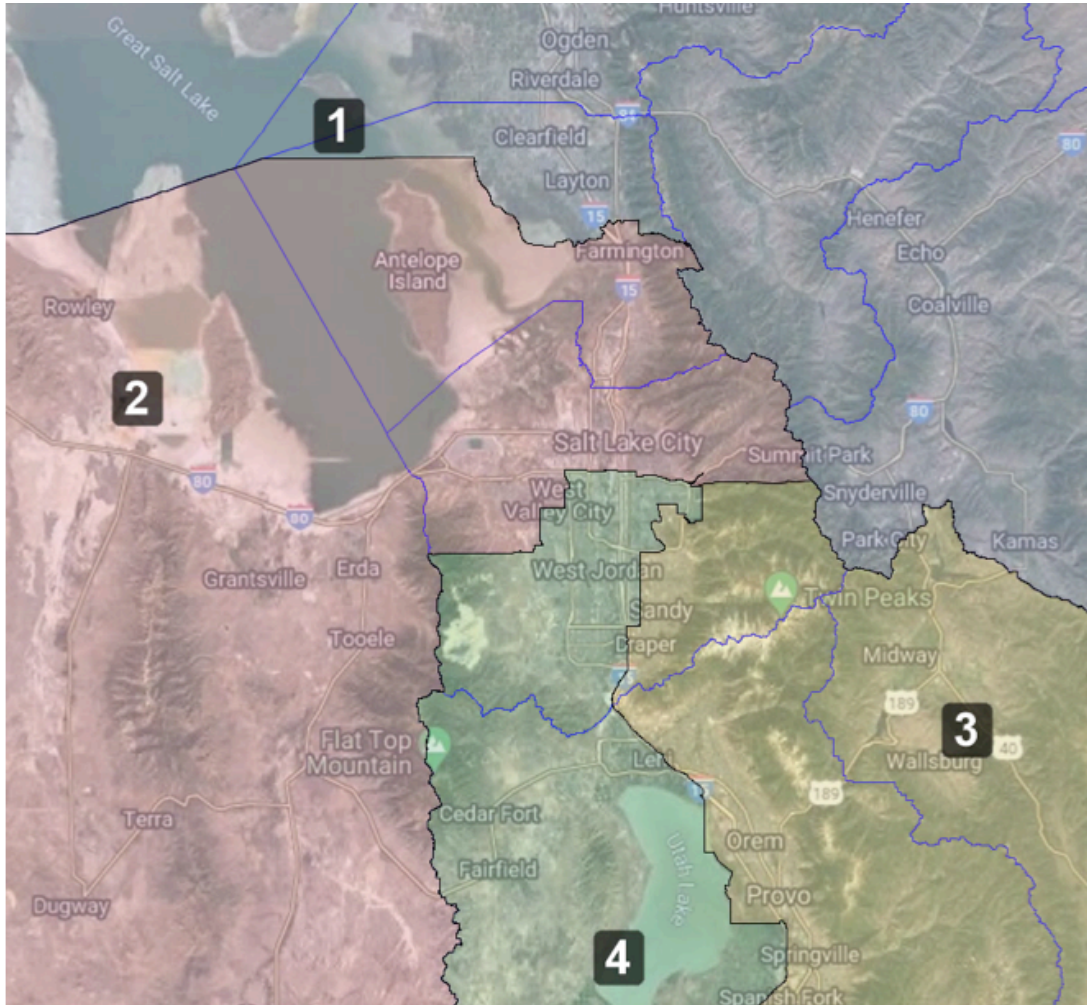 Huntsville
Ogden
Great Salt Lake
Riverdale
84
1
Clearfield
80
Layton
15
Henefer
Farmington
Echo
Antelope
Island
15
Rowley
Coalville
2
80
Salt Lake City
Summit Park
80
West
Valley City
Snyderville
80
Park City
Kamas
Erda
West Jordan
Grantsville
Twin Peaks
Sandy
Tooele
Draper
Midway
189
3
Flat Top
Mountain
40
Wallsburg
189
Cedar Fort
Terra
Orem
Utah Lake
Fairfield
Provo
Dugway
4
Springville
Spanish Fork